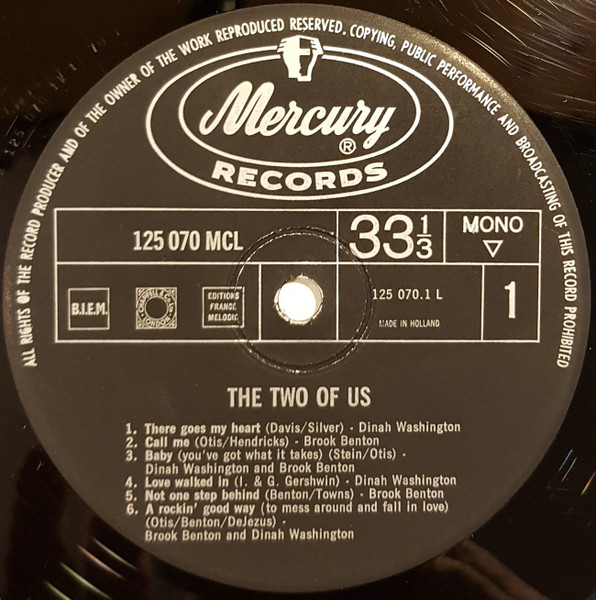 ALL RIGHTS OF THE RECORD PRODUCER AND OF THE OWNER OF THE WORK REPRODUCED RESERVED. COPYING, PUBLIC PERFORMANCE AND BROADCASTING OF THIS RECORD PROHIBITED
Mercury
®
RECORDS
125 070 MCL
33 1/3
MONO
▽
B.I.E.M.
CHAPPELL & CO.
LONDON
EDITIONS
FRANCE
MELODIE
125 070.1 L
MADE IN HOLLAND
1
THE TWO OF US
1. There goes my heart (Davis/Silver) - Dinah Washington
2. Call me (Otis/Hendricks) - Brook Benton
3. Baby (you've got what it takes) (Stein/Otis) -
Dinah Washington and Brook Benton
4. Love walked in (I. & G. Gershwin) - Dinah Washington
5. Not one step behind (Benton/Towns) - Brook Benton
6. A rockin' good way (to mess around and fall in love)
(Otis/Benton/DeJezus) -
Brook Benton and Dinah Washington